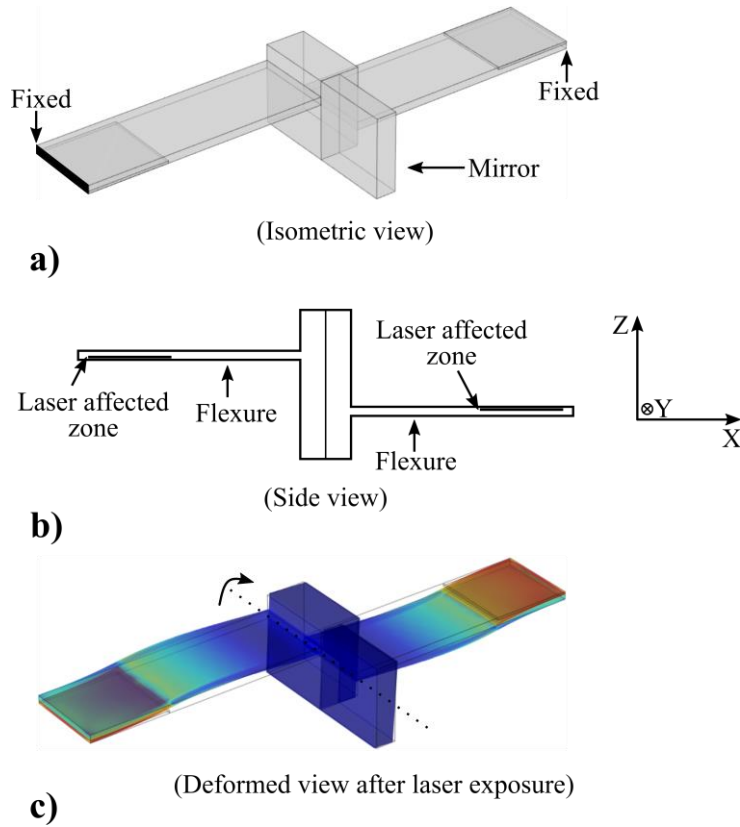 Fixed
Fixed
Mirror
(Isometric view)
a)
Laser affected
zone
Z
Y
X
Laser affected
zone
Flexure
Flexure
(Side view)
b)
(Deformed view after laser exposure)
c)